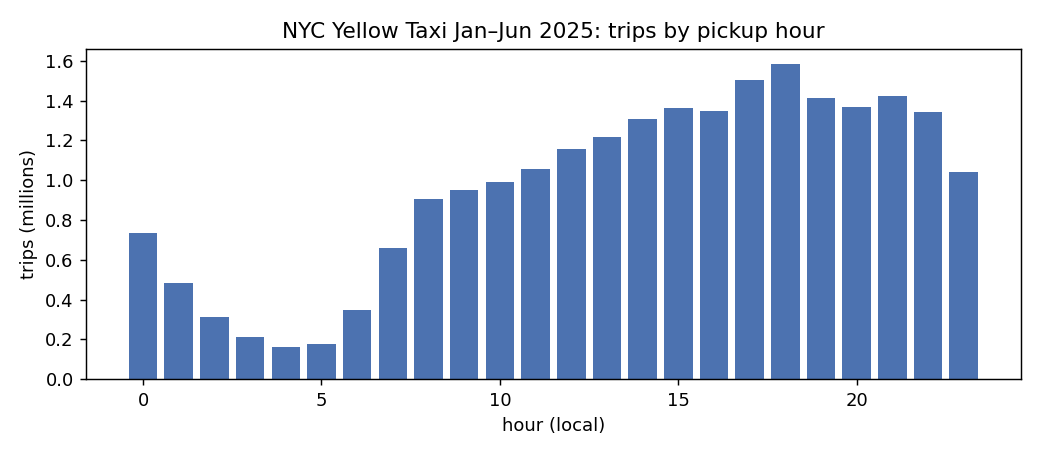 NYC Yellow Taxi Jan–Jun 2025: trips by pickup hour
trips (millions)
1.6
1.4
1.2
1.0
0.8
0.6
0.4
0.2
0.0
0 5 10 15 20
hour (local)